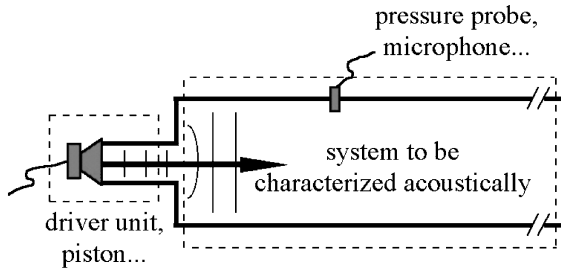 pressure probe,
microphone...
system to be
characterized acoustically
driver unit,
piston...